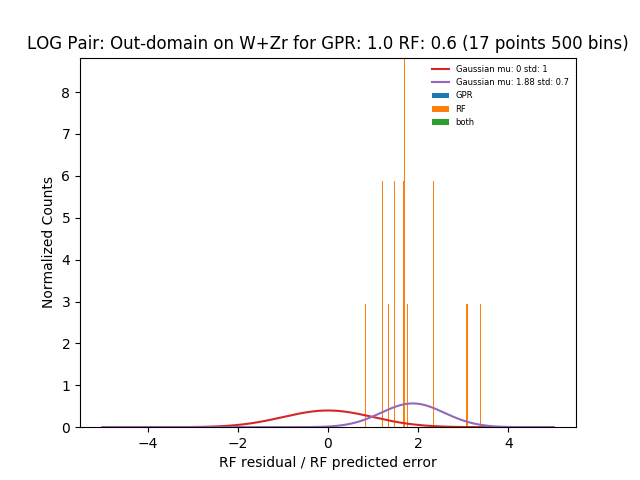 LOG Pair: Out-domain on W+Zr for GPR: 1.0 RF: 0.6 (17 points 500 bins)
Gaussian mu: 0 std: 1
Gaussian mu: 1.88 std: 0.7
GPR
RF
both
Normalized Counts
8
7
6
5
4
3
2
1
0
−4
−2
0
2
4
RF residual / RF predicted error